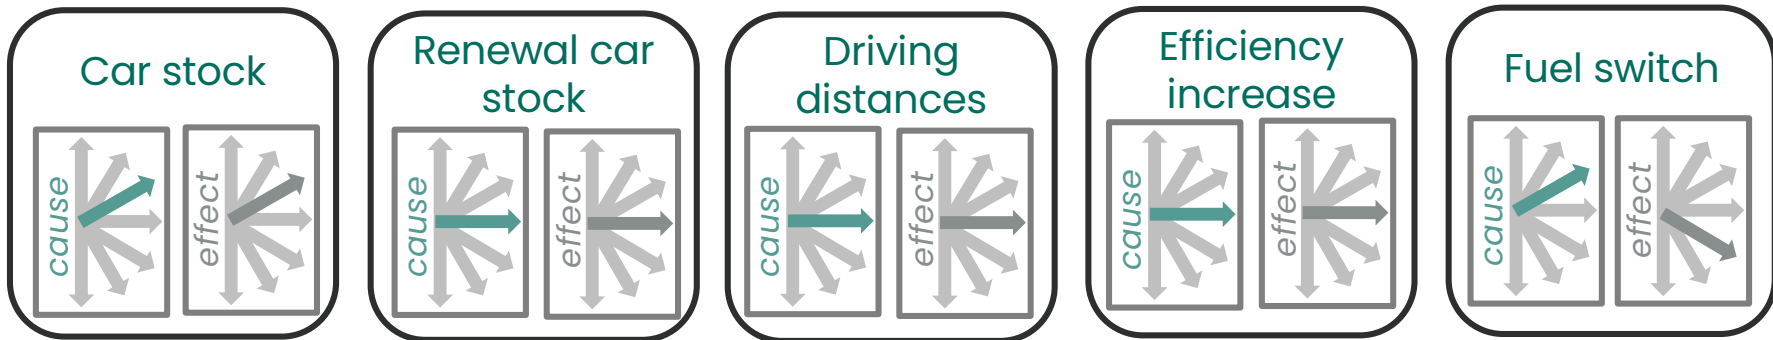 Car stock
cause
effect
Renewal car
stock
cause
effect
Driving
distances
cause
effect
Efficiency
increase
cause
effect
Fuel switch
cause
effect